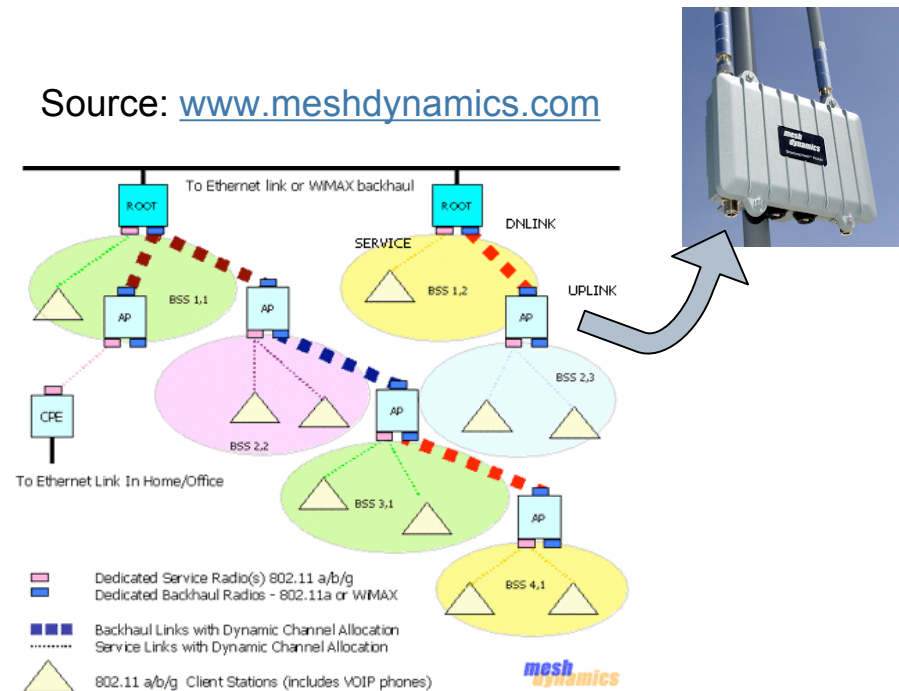 Source: www.meshdynamics.com
mesh
dynamics
To Ethernet link or WiMAX backhaul
ROOT
ROOT
DNLINK
SERVICE
BSS 1,1
BSS 1,2
UPLINK
AP
AP
AP
BSS 2,3
CPE
AP
BSS 2,2
To Ethernet Link In Home/Office
BSS 3,1
AP
BSS 4,1
Dedicated Service Radio(s) 802.11 a/b/g
Dedicated Backhaul Radios - 802.11a or WiMAX
Backhaul Links with Dynamic Channel Allocation
Service Links with Dynamic Channel Allocation
802.11 a/b/g Client Stations (includes VOIP phones)
mesh
dynamics